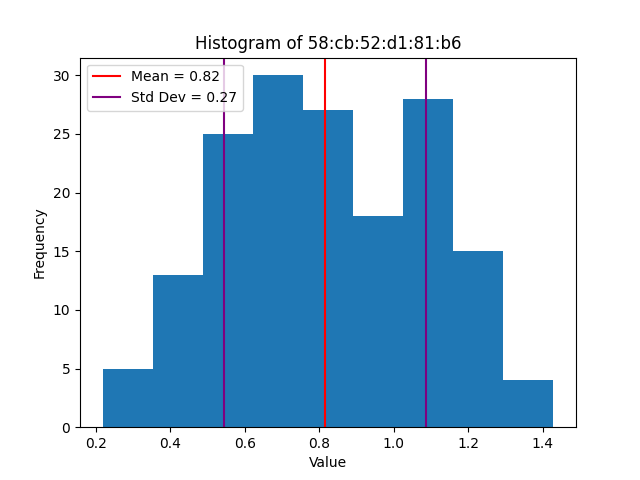 Histogram of 58:cb:52:d1:81:b6
Mean = 0.82
Std Dev = 0.27
30
25
20
15
10
5
0
Frequency
0.2 0.4 0.6 0.8 1.0 1.2 1.4
Value